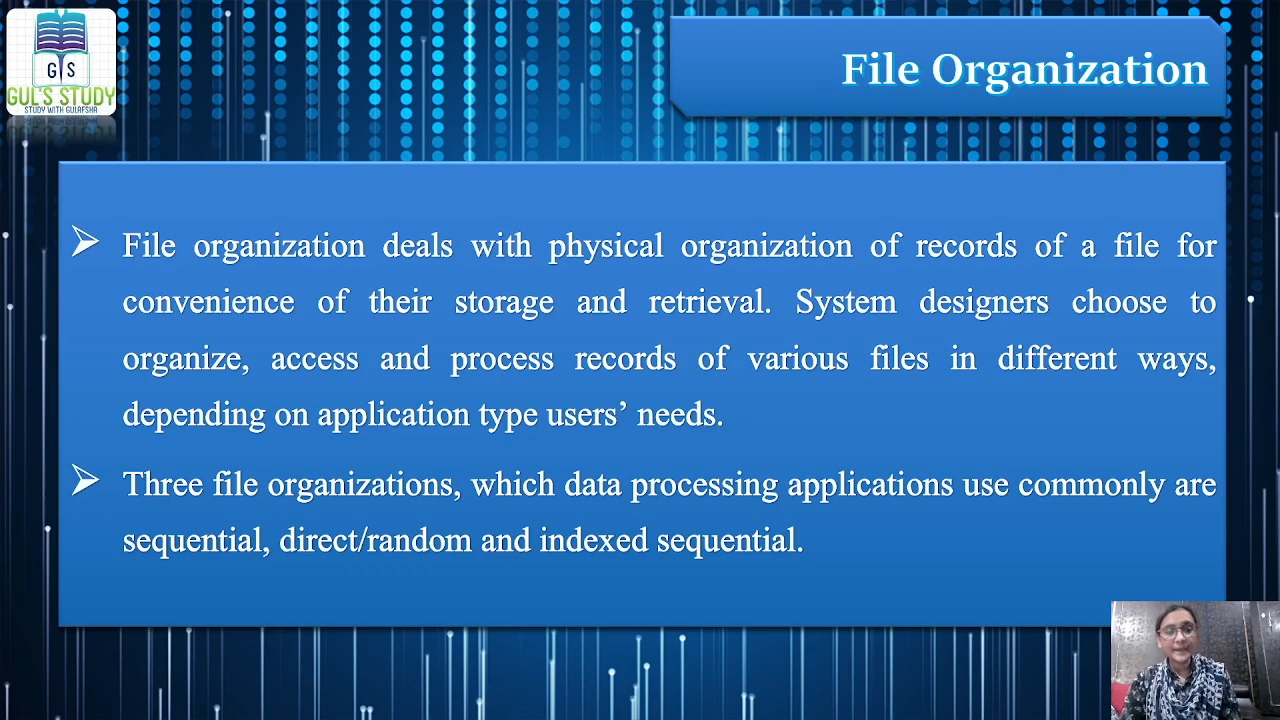 GS
GUL'S STUDY
STUDY WITH GULAFSHA
File Organization
➢ File organization deals with physical organization of records of a file for
convenience of their storage and retrieval. System designers choose to
organize, access and process records of various files in different ways,
depending on application type users’ needs.
➢ Three file organizations, which data processing applications use commonly are
sequential, direct/random and indexed sequential.